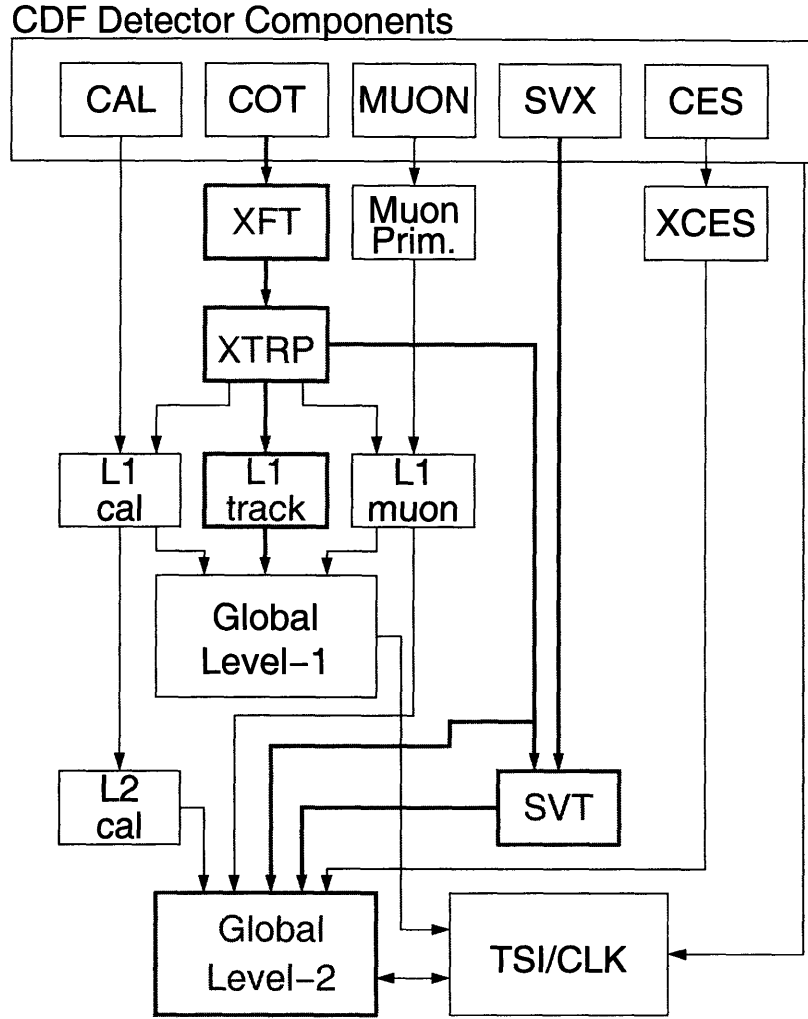 CDF Detector Components
CAL
COT
MUON
SVX
CES
XFT
Muon
Prim.
XCES
XTRP
L1
cal
L1
track
L1
muon
Global
Level-1
L2
cal
SVT
Global
Level-2
TSI/CLK